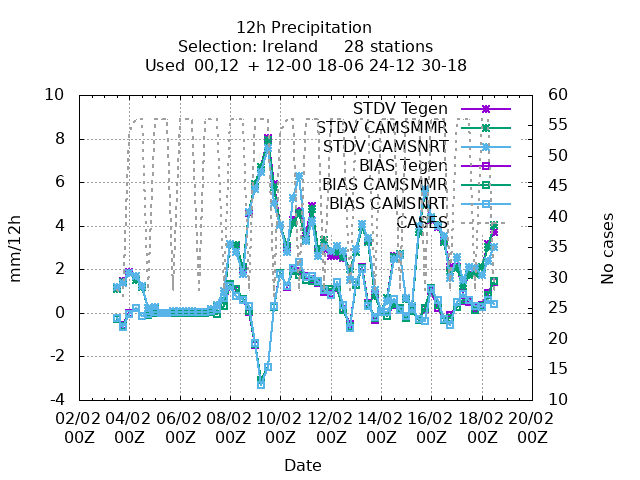 12h Precipitation
Selection: Ireland     28 stations
Used  00,12  + 12-00 18-06 24-12 30-18
mm/12h
No cases
10
8
6
4
2
0
-2
-4
60
55
50
45
40
35
30
25
20
15
10
STDV Tegen
STDV CAMSMMR
STDV CAMSNRT
BIAS Tegen
BIAS CAMSMMR
BIAS CAMSNRT
CASES
02/02 04/02 06/02 08/02 10/02 12/02 14/02 16/02 18/02 20/02
00Z 00Z 00Z 00Z 00Z 00Z 00Z 00Z 00Z 00Z
Date